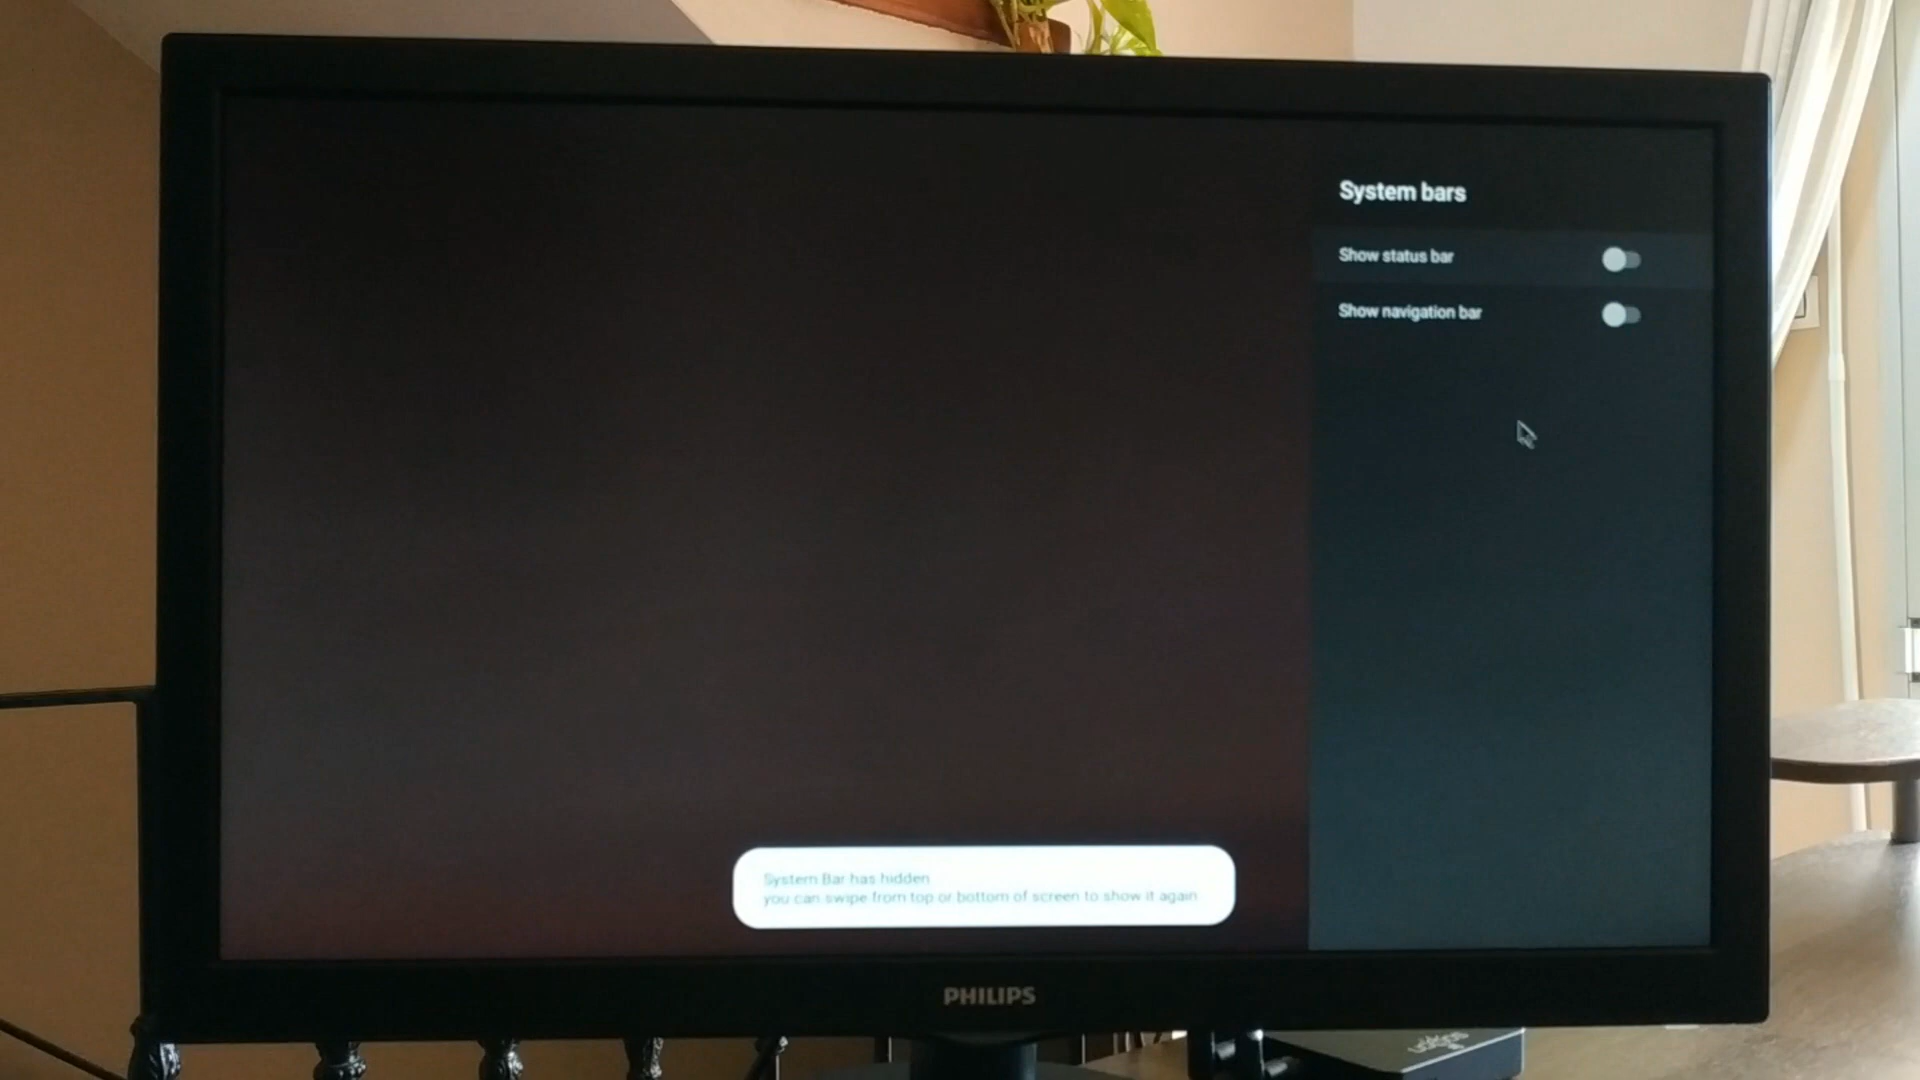 System bars
Show status bar
Show navigation bar
System Bar has hidden
you can swipe from top or bottom of screen to show it again
PHILIPS